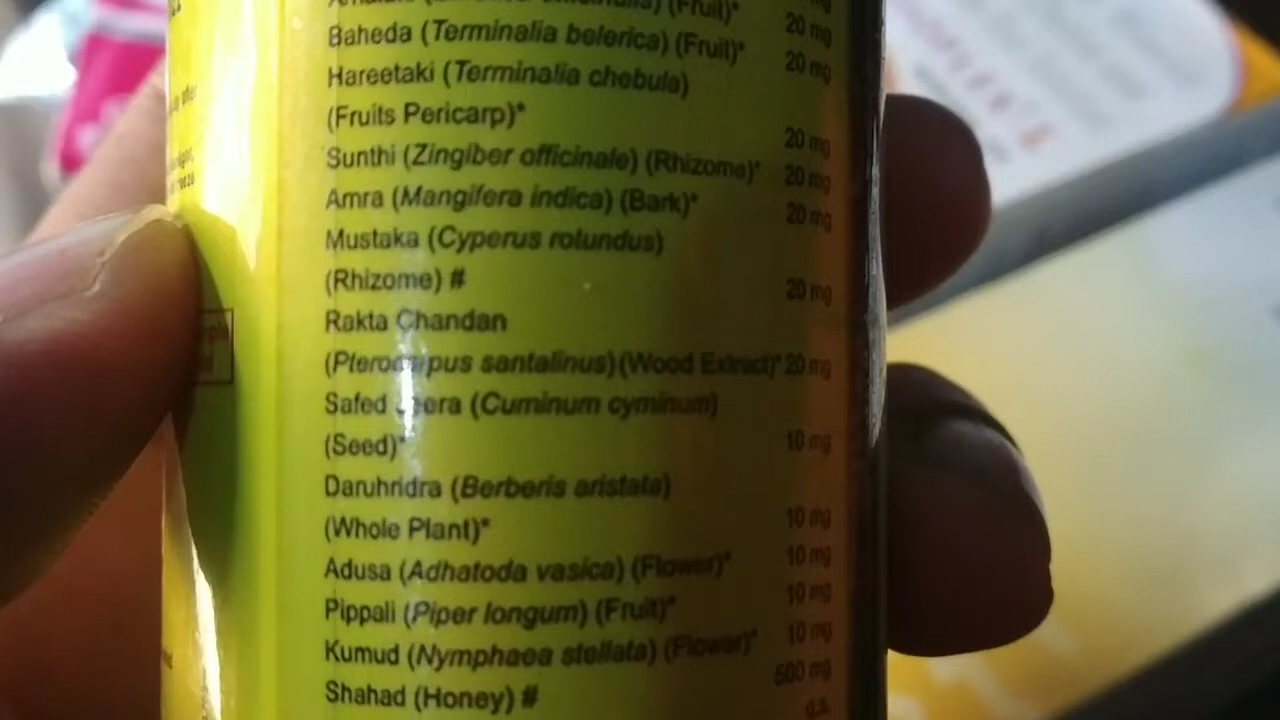 (Fruit)*
20 mg
Baheda (Terminalia belerica) (Fruit)* 20 mg
Hareetaki (Terminalia chebula)
(Fruits Pericarp)* 20 mg
Sunthi (Zingiber officinale) (Rhizome)* 20 mg
Amra (Mangifera indica) (Bark)* 20 mg
Mustaka (Cyperus rotundus)
(Rhizome) # 20 mg
Rakta Chandan
(Pterocarpus santalinus) (Wood Extract)* 20 mg
Safed Jeera (Cuminum cyminum)
(Seed)* 10 mg
Daruhridra (Berberis aristata)
(Whole Plant)* 10 mg
Adusa (Adhatoda vasica) (Flower)* 10 mg
Pippali (Piper longum) (Fruit)* 10 mg
Kumud (Nymphaea stellata) (Flower)* 10 mg
Shahad (Honey) # 500 mg
q.s.